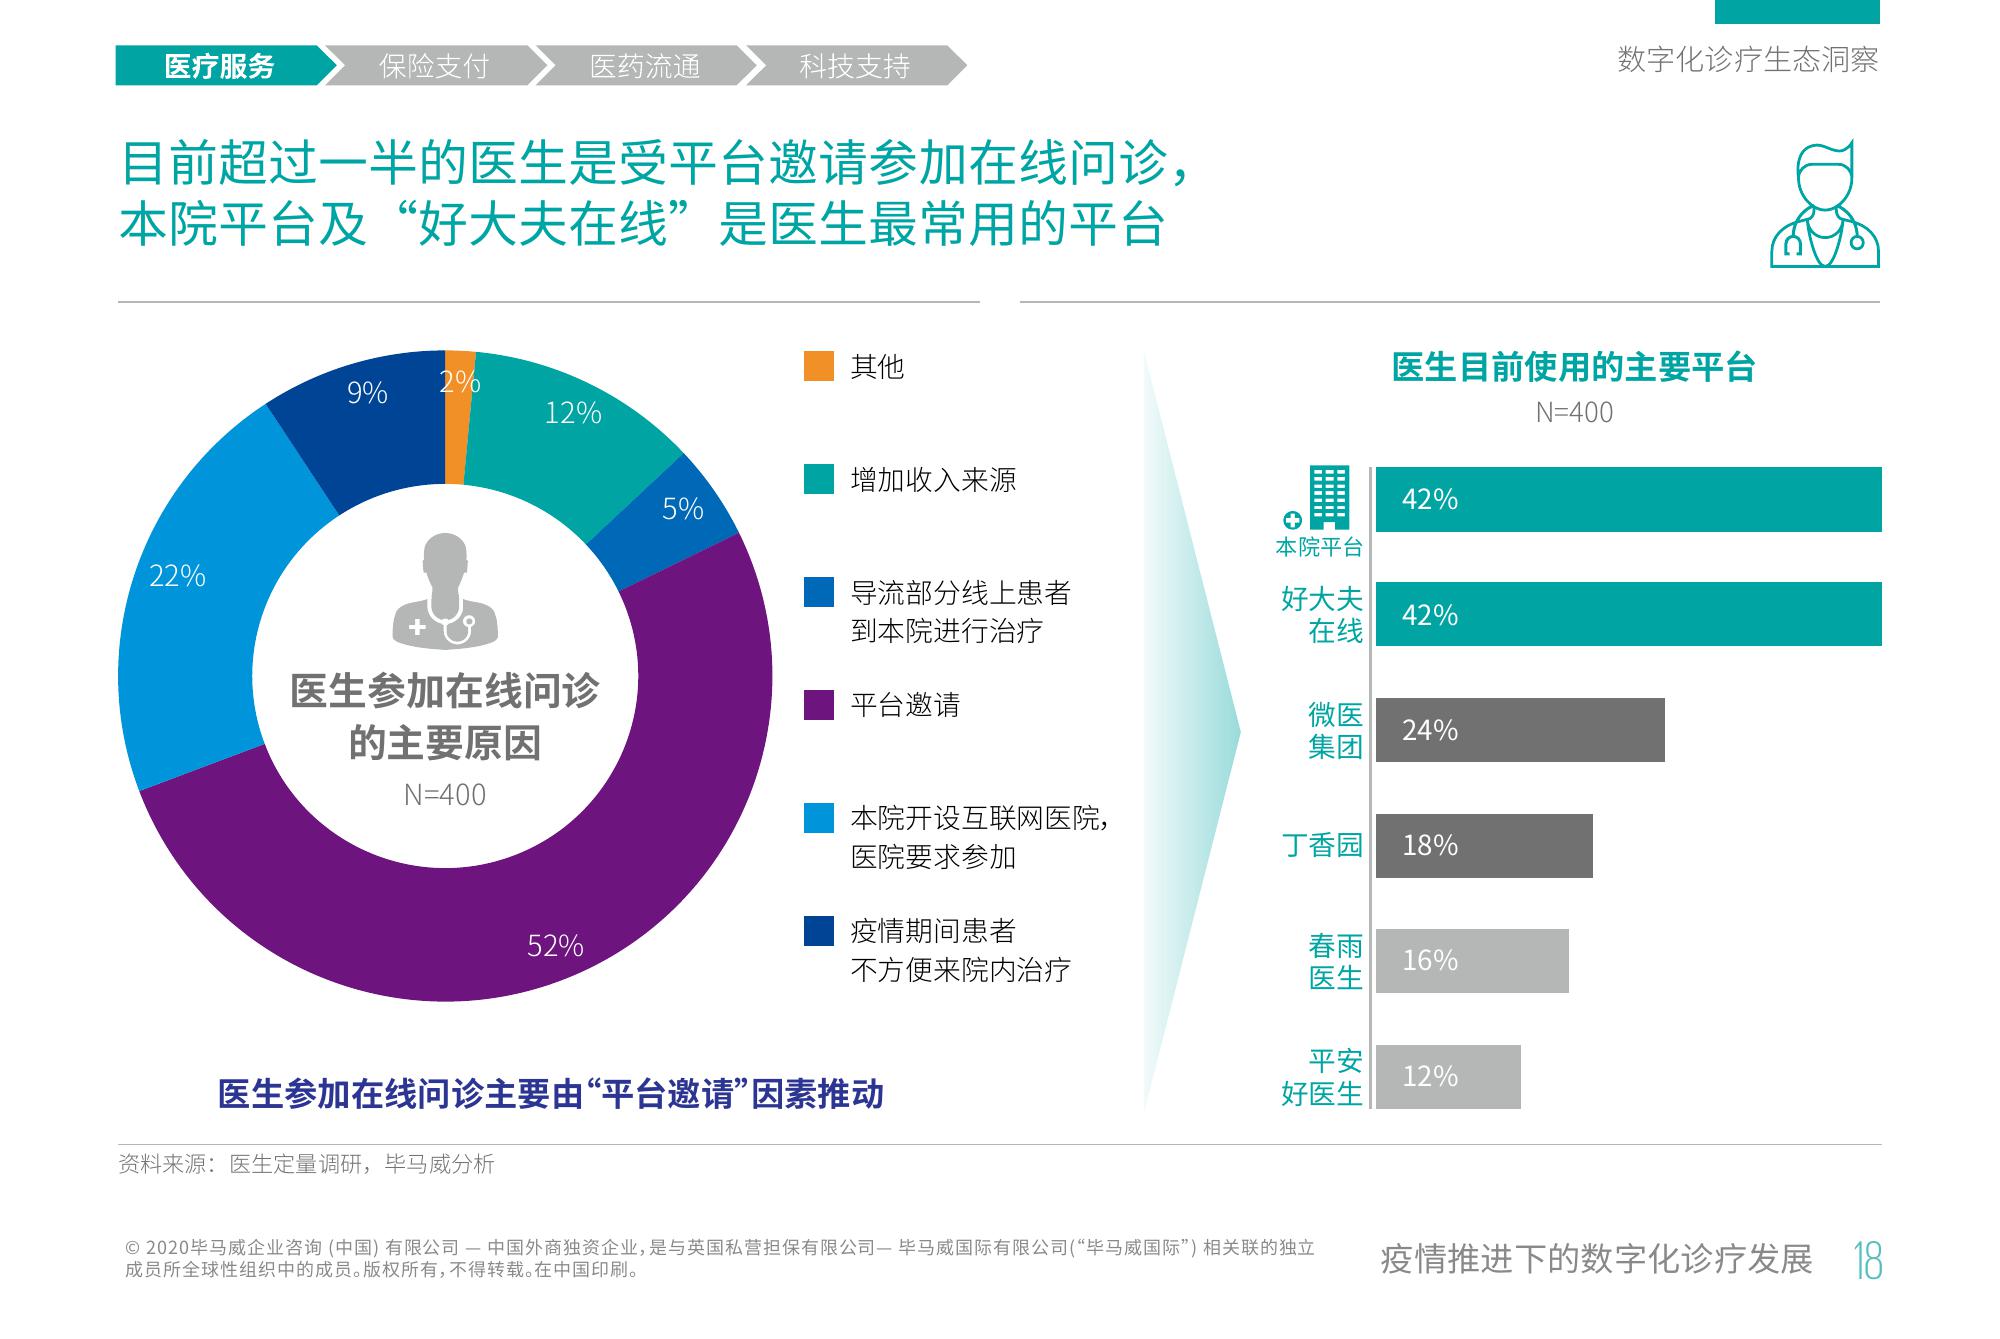 医疗服务
保险支付
医药流通
科技支持
数字化诊疗生态洞察
目前超过一半的医生是受平台邀请参加在线问诊，
本院平台及“好大夫在线”是医生最常用的平台
9%
2%
12%
5%
22%
52%
医生参加在线问诊
的主要原因
N=400
其他
增加收入来源
导流部分线上患者
到本院进行治疗
平台邀请
本院开设互联网医院，
医院要求参加
疫情期间患者
不方便来院内治疗
医生参加在线问诊主要由“平台邀请”因素推动
医生目前使用的主要平台
N=400
本院平台
42%
好大夫
在线
42%
微医
集团
24%
丁香园
18%
春雨
医生
16%
平安
好医生
12%
资料来源：医生定量调研，毕马威分析
© 2020毕马威企业咨询 (中国) 有限公司 — 中国外商独资企业，是与英国私营担保有限公司— 毕马威国际有限公司(“毕马威国际”) 相关联的独立
成员所全球性组织中的成员。版权所有，不得转载。在中国印刷。
疫情推进下的数字化诊疗发展
18